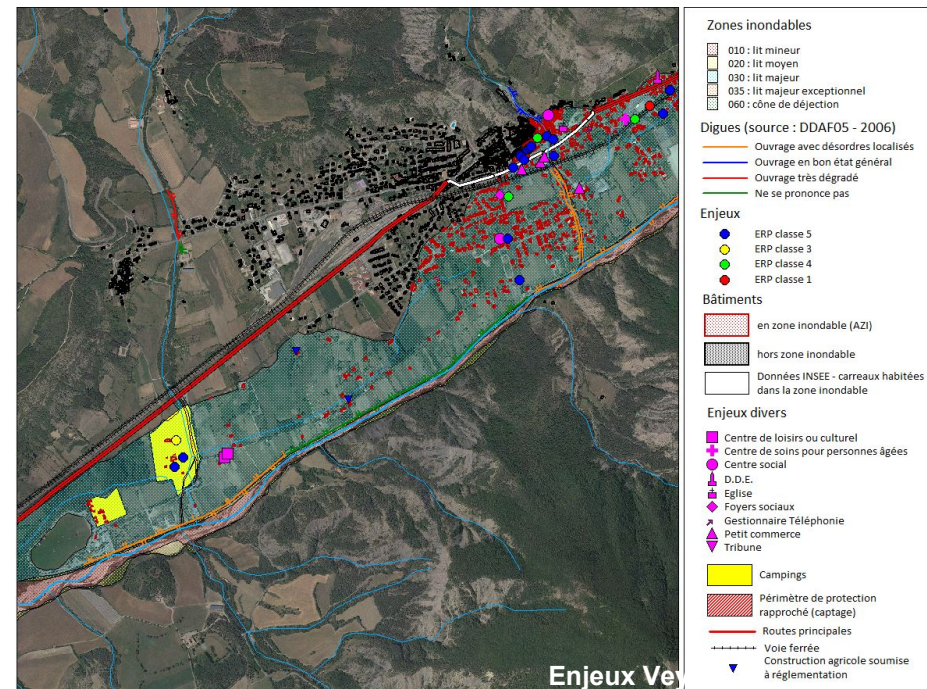 Zones inondables
010 : lit mineur
020 : lit moyen
030 : lit majeur
035 : lit majeur exceptionnel
060 : cône de déjection
Digues (source : DDAF05 - 2006)
Ouvrage avec désordres localisés
Ouvrage en bon état général
Ouvrage très dégradé
Ne se prononce pas
Enjeux
ERP classe 5
ERP classe 3
ERP classe 4
ERP classe 1
Bâtiments
en zone inondable (AZI)
hors zone inondable
Données INSEE - carreaux habitées
dans la zone inondable
Enjeux divers
Centre de loisirs ou culturel
Centre de soins pour personnes âgées
Centre social
D.D.E.
Eglise
Foyers sociaux
Gestionnaire Téléphonie
Petit commerce
Tribune
Campings
Périmètre de protection
rapproché (captage)
Routes principales
Voie ferrée
Construction agricole soumise
à réglementation
Enjeux Vey